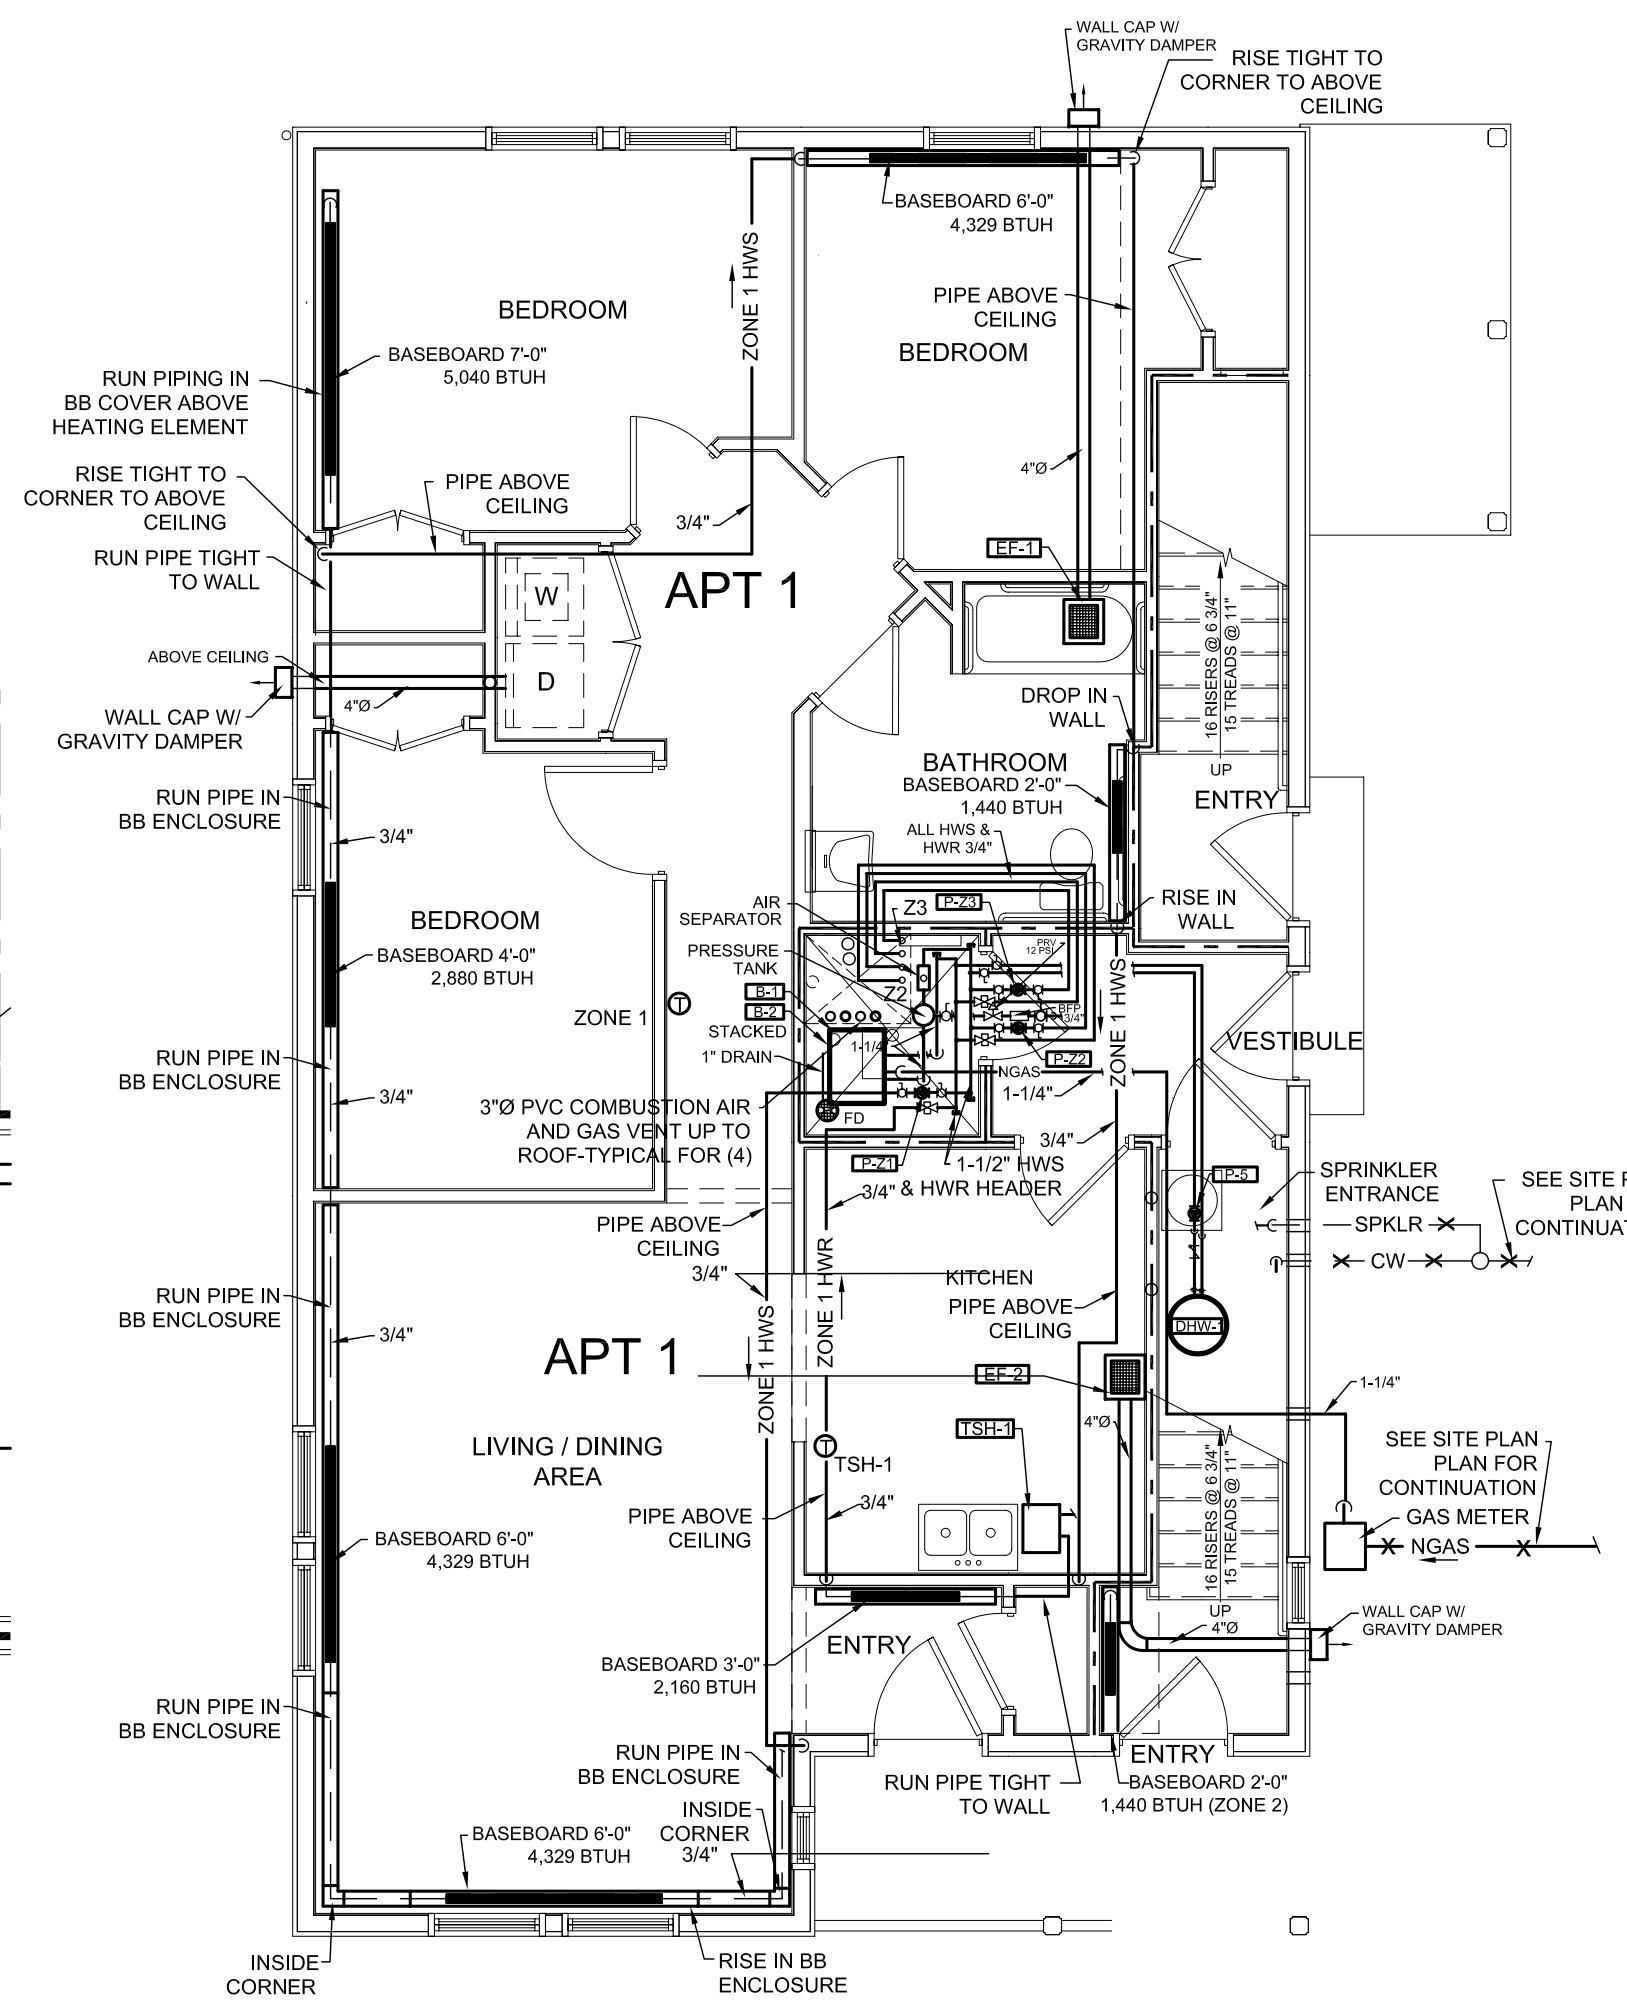 WALL CAP W/
GRAVITY DAMPER
RISE TIGHT TO
CORNER TO ABOVE
CEILING
BASEBOARD 6'-0"
4,329 BTUH
ZONE 1 HWS
PIPE ABOVE
CEILING
BEDROOM
BEDROOM
BASEBOARD 7'-0"
5,040 BTUH
RUN PIPING IN
BB COVER ABOVE
HEATING ELEMENT
RISE TIGHT TO
CORNER TO ABOVE
CEILING
PIPE ABOVE
CEILING
3/4"
4"Ø
RUN PIPE TIGHT
TO WALL
EF-1
APT 1
W
D
ABOVE CEILING
4"Ø
WALL CAP W/
GRAVITY DAMPER
16 RISERS @ 6 3/4"
15 TREADS @ 11"
UP
DROP IN
WALL
BATHROOM
BASEBOARD 2'-0"
1,440 BTUH
ENTRY
RUN PIPE IN
BB ENCLOSURE
3/4"
ALL HWS &
HWR 3/4"
AIR
SEPARATOR
Z3
P-Z3
RISE IN
WALL
BEDROOM
BASEBOARD 4'-0"
2,880 BTUH
PRESSURE
TANK
PRV
12 PSI
B-1
B-2
STACKED
Z2
BFP
3/4"
ZONE 1
T
1" DRAIN
1-1/4"
P-Z2
ZONE 1 HWS
VESTIBULE
RUN PIPE IN
BB ENCLOSURE
3/4"
NGAS
1-1/4"
3"Ø PVC COMBUSTION AIR
AND GAS VENT UP TO
ROOF-TYPICAL FOR (4)
FD
3/4"
P-Z1
1-1/2" HWS
& HWR HEADER
3/4"
P-5
SPRINKLER
ENTRANCE
SEE SITE P
PLAN
CONTINUAT
SPKLR
CW
PIPE ABOVE
CEILING
3/4"
ZONE 1 HWR
KITCHEN
PIPE ABOVE
CEILING
RUN PIPE IN
BB ENCLOSURE
3/4"
DHW-1
APT 1
ZONE 1 HWS
EF-2
1-1/4"
4"Ø
TSH-1
LIVING / DINING
AREA
T
TSH-1
3/4"
PIPE ABOVE
CEILING
SEE SITE PLAN
PLAN FOR
CONTINUATION
GAS METER
NGAS
16 RISERS @ 6 3/4"
15 TREADS @ 11"
UP
4"Ø
BASEBOARD 6'-0"
4,329 BTUH
WALL CAP W/
GRAVITY DAMPER
ENTRY
BASEBOARD 3'-0"
2,160 BTUH
RUN PIPE IN
BB ENCLOSURE
RUN PIPE IN
BB ENCLOSURE
RUN PIPE TIGHT
TO WALL
ENTRY
BASEBOARD 2'-0"
1,440 BTUH (ZONE 2)
INSIDE
CORNER
3/4"
BASEBOARD 6'-0"
4,329 BTUH
INSIDE
CORNER
RISE IN BB
ENCLOSURE